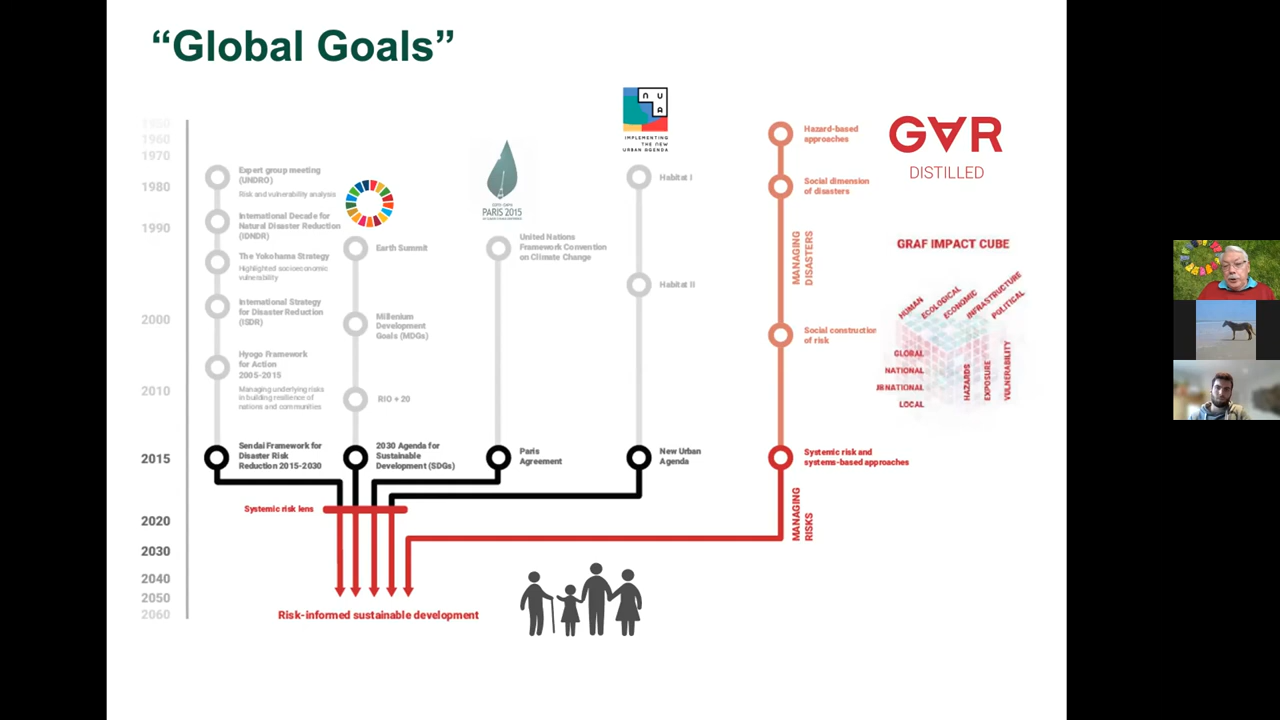 “Global Goals”
1950
1960
1970
1980
1990
2000
2010
2015
2020
2030
2040
2050
2060
Expert group meeting
(UNDRO)
Risk and vulnerability analysis
International Decade for
Natural Disaster Reduction
(IDNDR)
The Yokohama Strategy
Highlighted socioeconomic
vulnerability
International Strategy
for Disaster Reduction
(ISDR)
Hyogo Framework
for Action
2005-2015
Managing underlying risks
in building resilience of
nations and communities
Sendai Framework for
Disaster Risk
Reduction 2015-2030
Earth Summit
Millenium
Development
Goals (MDGs)
RIO + 20
2030 Agenda for
Sustainable
Development (SDGs)
PARIS 2015
United Nations
Framework Convention
on Climate Change
Paris
Agreement
NUA
IMPLEMENTING
THE NEW
URBAN AGENDA
Habitat I
Habitat II
New Urban
Agenda
Hazard-based
approaches
Social dimension
of disasters
MANAGING
DISASTERS
Social construction
of risk
Systemic risk and
systems-based approaches
MANAGING
RISKS
GAR
DISTILLED
GRAF IMPACT CUBE
HUMAN
ECOLOGICAL
ECONOMIC
INFRASTRUCTURE
POLITICAL
GLOBAL
NATIONAL
JBNATIONAL
LOCAL
HAZARDS
EXPOSURE
VULNERABILITY
Systemic risk lens
Risk-informed sustainable development